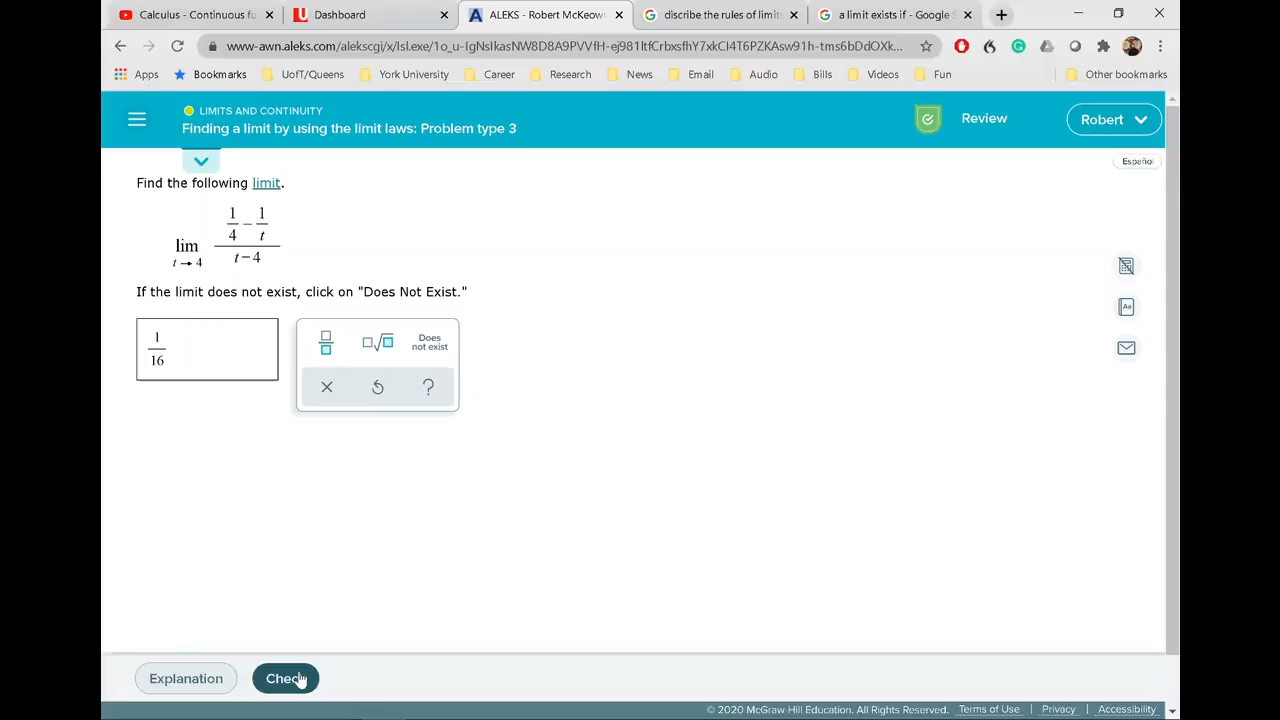 Calculus - Continuous fu
Dashboard
ALEKS - Robert McKeown
discribe the rules of limit
a limit exists if - Google S
www-awn.aleks.com/alekscgi/x/Isl.exe/1o_u-IgNsIkasNW8D8A9PVVfH-ej981ltfCrbxsfhY7xkCl4T6PZKAsw91h-tms6bDdOXk...
Apps
Bookmarks
UofT/Queens
York University
Career
Research
News
Email
Audio
Bills
Videos
Fun
Other bookmarks
LIMITS AND CONTINUITY
Finding a limit by using the limit laws: Problem type 3
Review
Robert
Español
Find the following limit.
lim t → 4 (1/4 − 1/t)/(t − 4)
If the limit does not exist, click on "Does Not Exist."
1/16
Does
not exist
?
Explanation
Check
© 2020 McGraw-Hill Education. All Rights Reserved. Terms of Use | Privacy | Accessibility